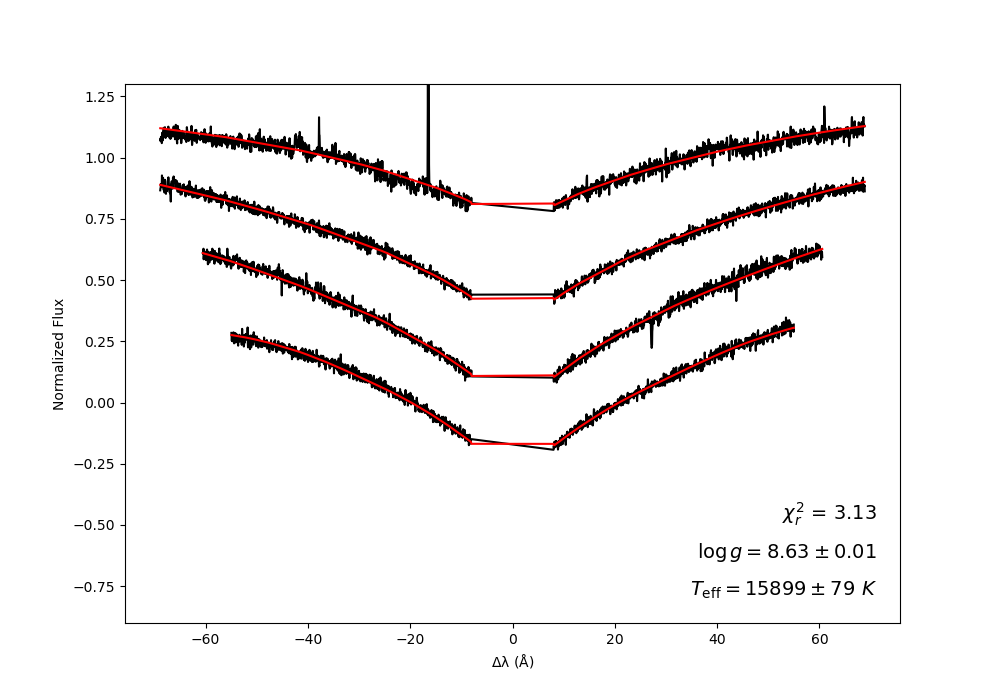 1.25
1.00
0.75
0.50
0.25
0.00
−0.25
−0.50
−0.75
Normalized Flux
χ²ᵣ = 3.13
log g = 8.63 ± 0.01
T_eff = 15899 ± 79 K
−60 −40 −20 0 20 40 60
Δλ (Å)